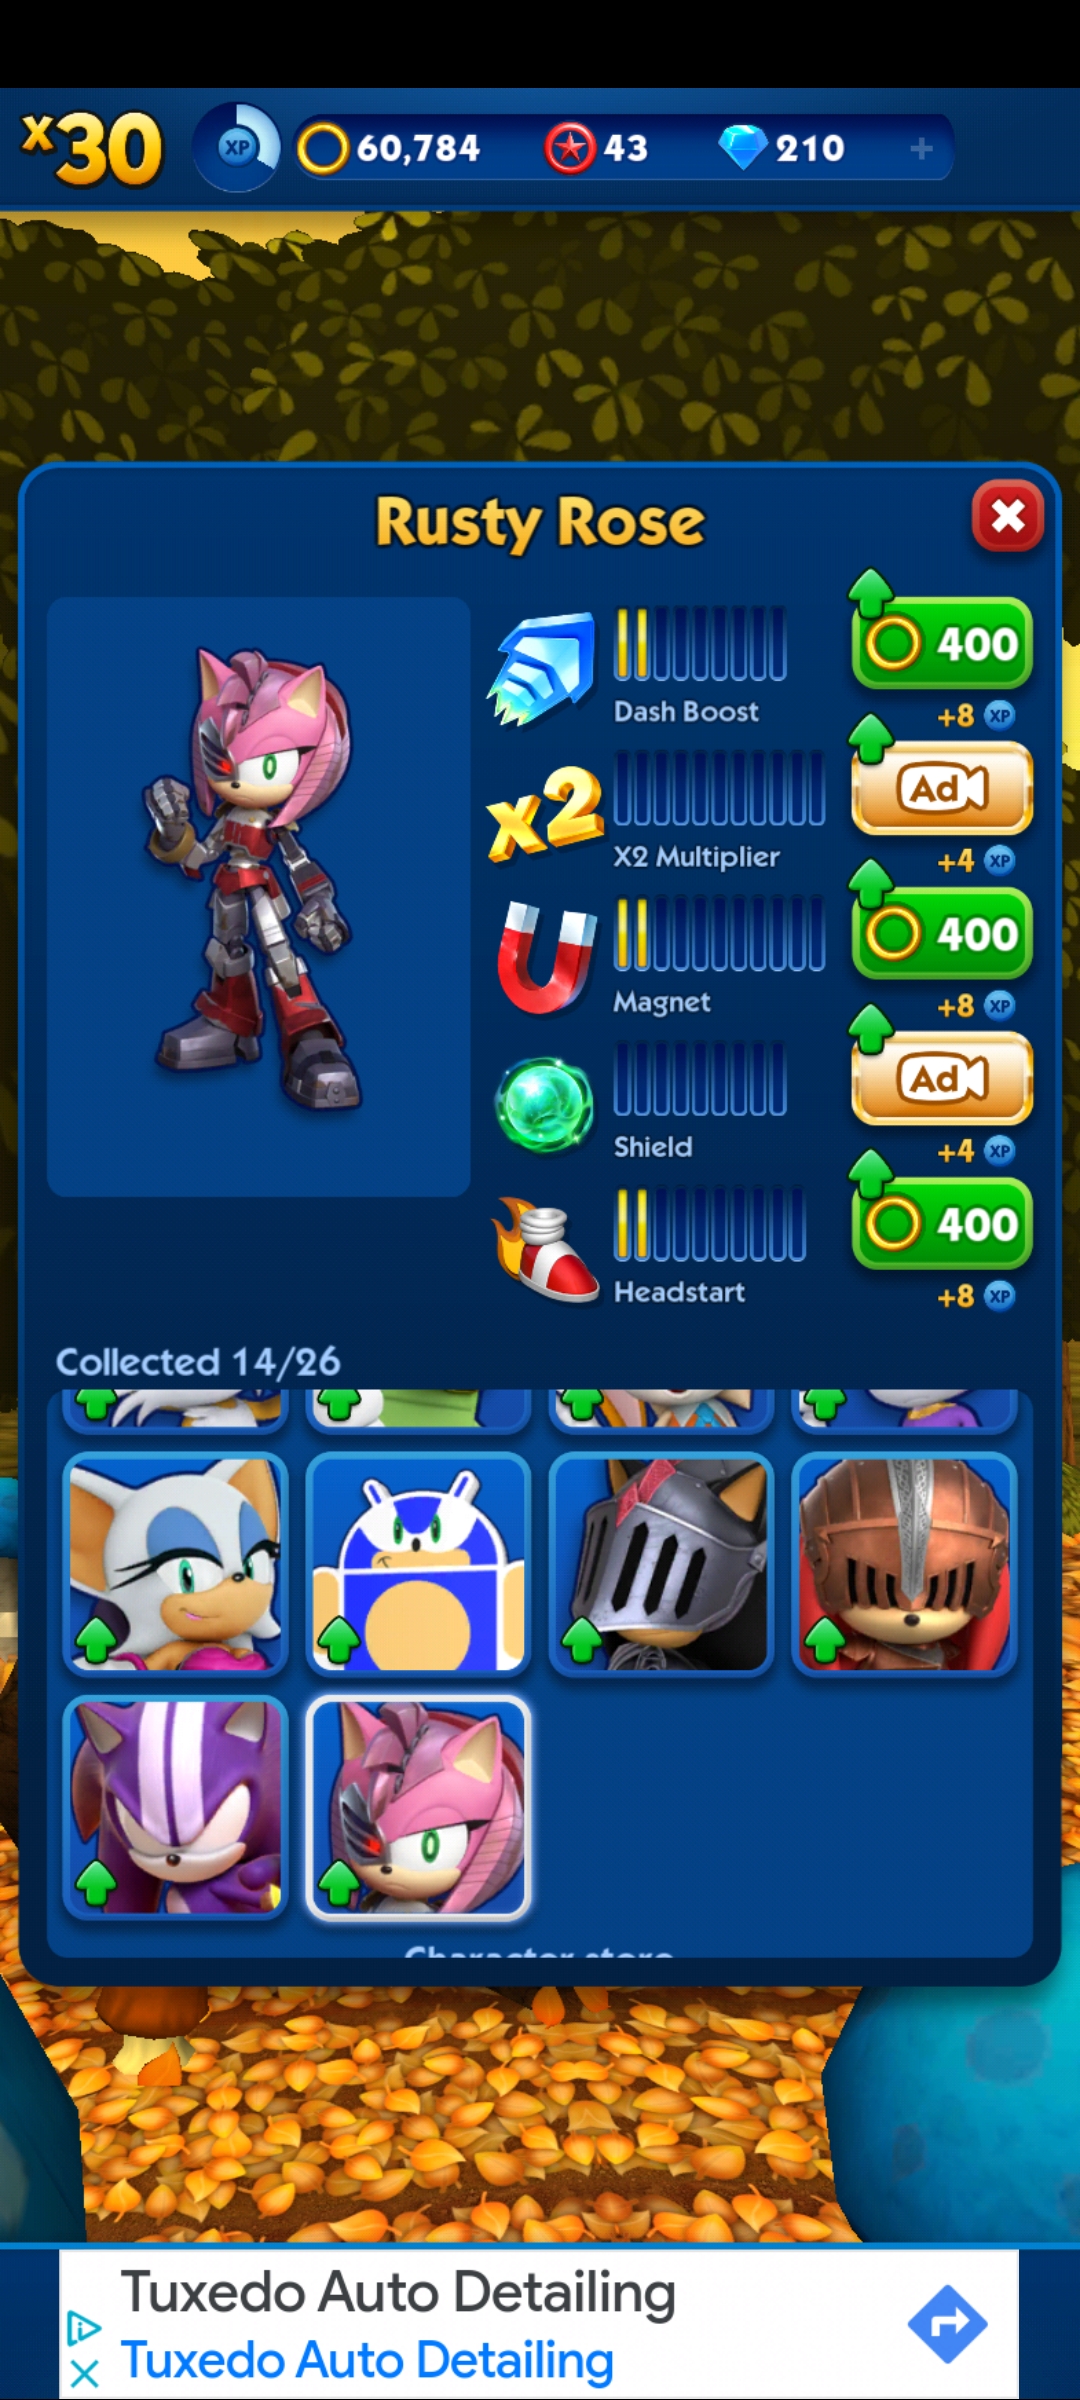 x30 XP 60,784 43 210 +
Rusty Rose
Dash Boost
400
+8 XP
x2
X2 Multiplier
Ad
+4 XP
Magnet
400
+8 XP
Shield
Ad
+4 XP
Headstart
400
+8 XP
Collected 14/26
Character store
Tuxedo Auto Detailing
Tuxedo Auto Detailing